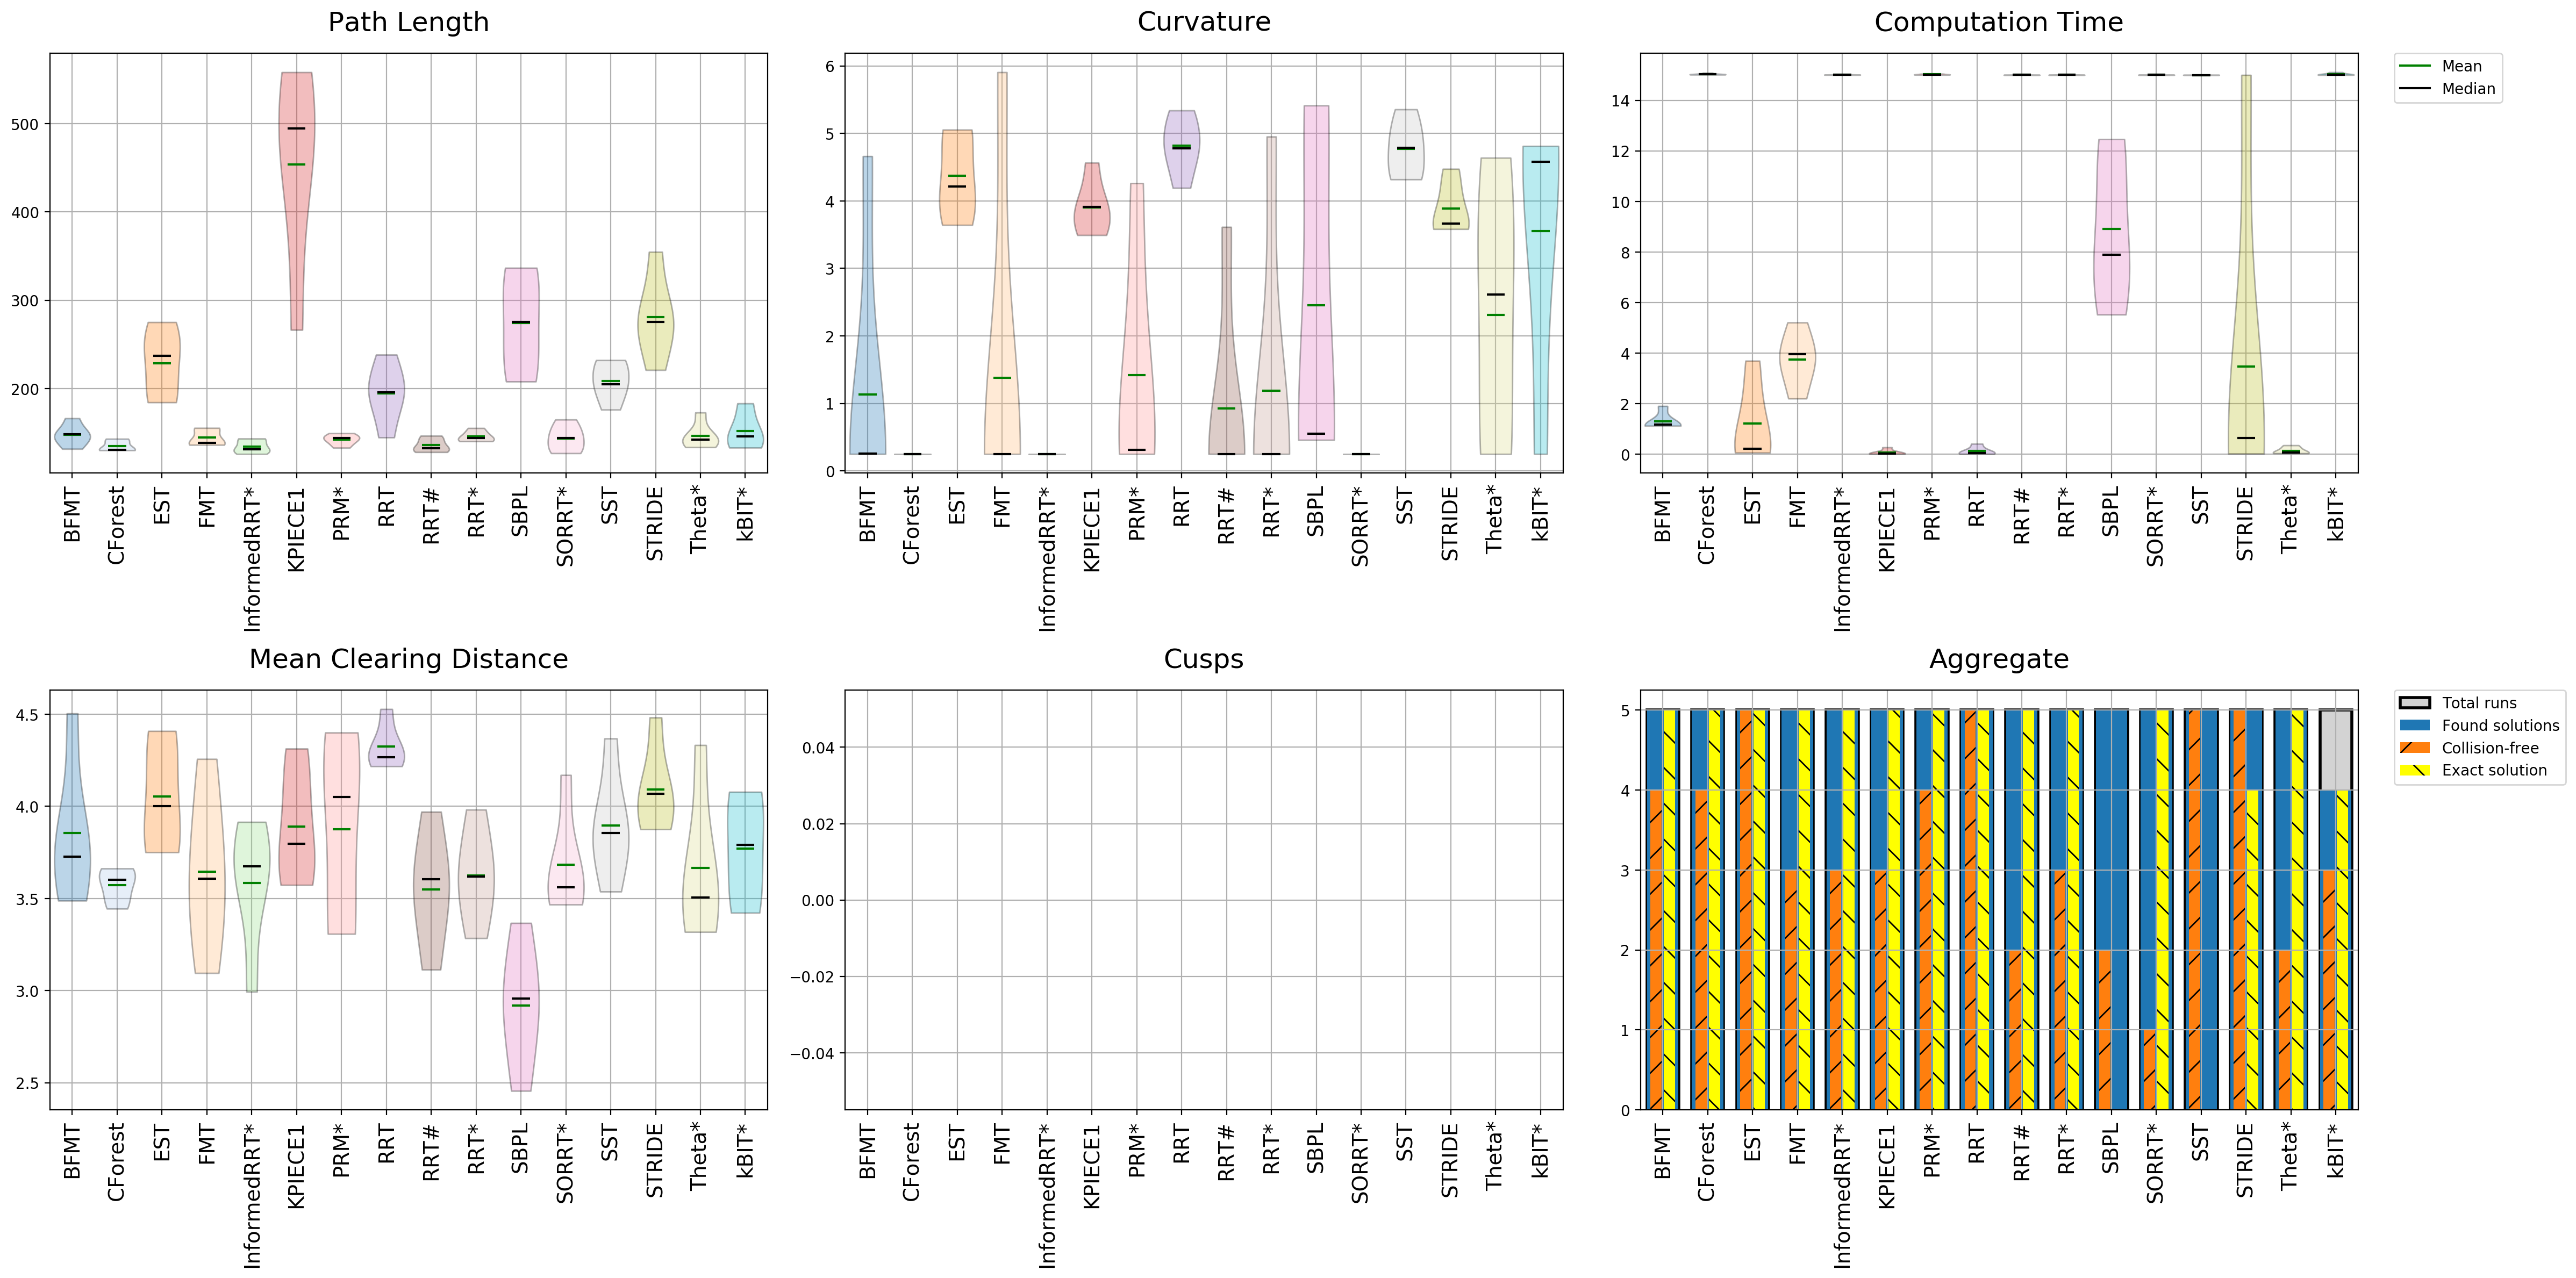 Path Length
500
400
300
200
BFMT
CForest
EST
FMT
InformedRRT*
KPIECE1
PRM*
RRT
RRT#
RRT*
SBPL
SORRT*
SST
STRIDE
Theta*
kBIT*
Curvature
6
5
4
3
2
1
0
BFMT
CForest
EST
FMT
InformedRRT*
KPIECE1
PRM*
RRT
RRT#
RRT*
SBPL
SORRT*
SST
STRIDE
Theta*
kBIT*
Computation Time
14
12
10
8
6
4
2
0
BFMT
CForest
EST
FMT
InformedRRT*
KPIECE1
PRM*
RRT
RRT#
RRT*
SBPL
SORRT*
SST
STRIDE
Theta*
kBIT*
Mean
Median
Mean Clearing Distance
4.5
4.0
3.5
3.0
2.5
BFMT
CForest
EST
FMT
InformedRRT*
KPIECE1
PRM*
RRT
RRT#
RRT*
SBPL
SORRT*
SST
STRIDE
Theta*
kBIT*
Cusps
0.04
0.02
0.00
−0.02
−0.04
BFMT
CForest
EST
FMT
InformedRRT*
KPIECE1
PRM*
RRT
RRT#
RRT*
SBPL
SORRT*
SST
STRIDE
Theta*
kBIT*
Aggregate
5
4
3
2
1
0
BFMT
CForest
EST
FMT
InformedRRT*
KPIECE1
PRM*
RRT
RRT#
RRT*
SBPL
SORRT*
SST
STRIDE
Theta*
kBIT*
Total runs
Found solutions
Collision-free
Exact solution